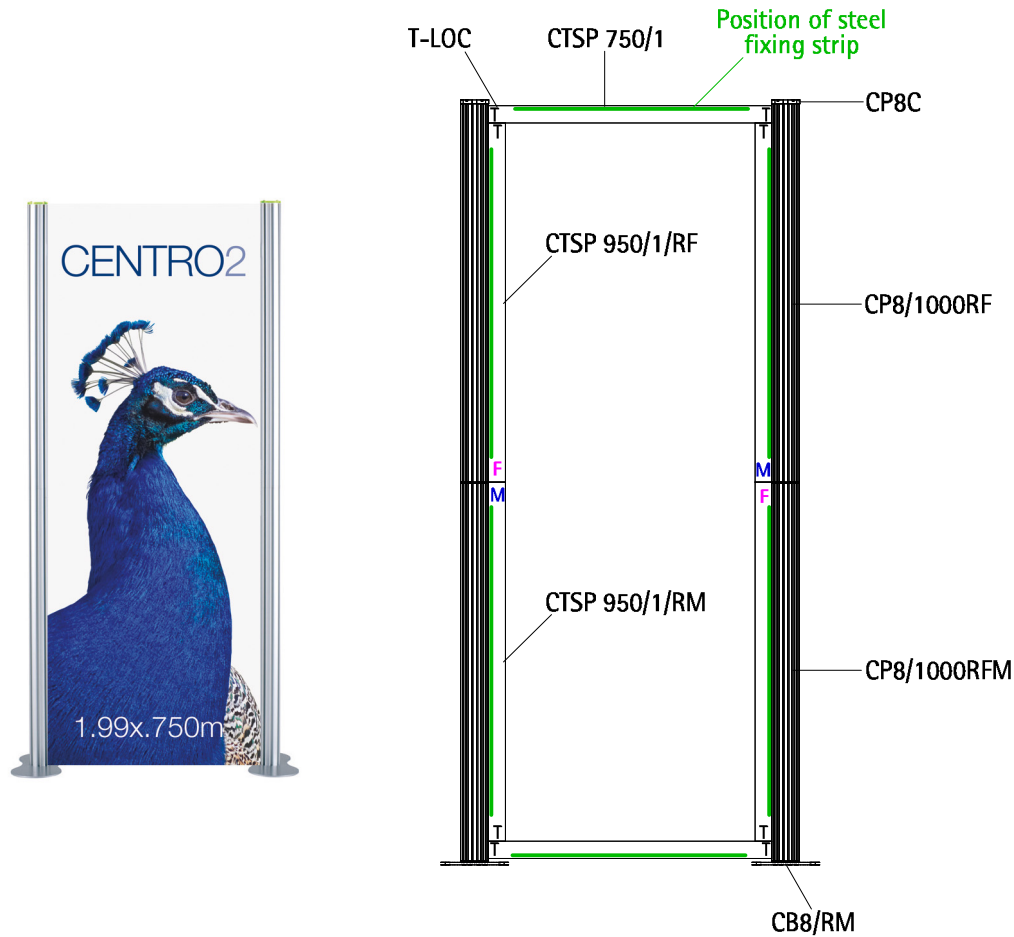 Position of steel
fixing strip
T-LOC
CTSP 750/1
CP8C
T
T
T
T
CENTRO2
CTSP 950/1/RF
CP8/1000RF
F
M
M
F
CTSP 950/1/RM
CP8/1000RFM
1.99x.750m
T
T
T
T
CB8/RM